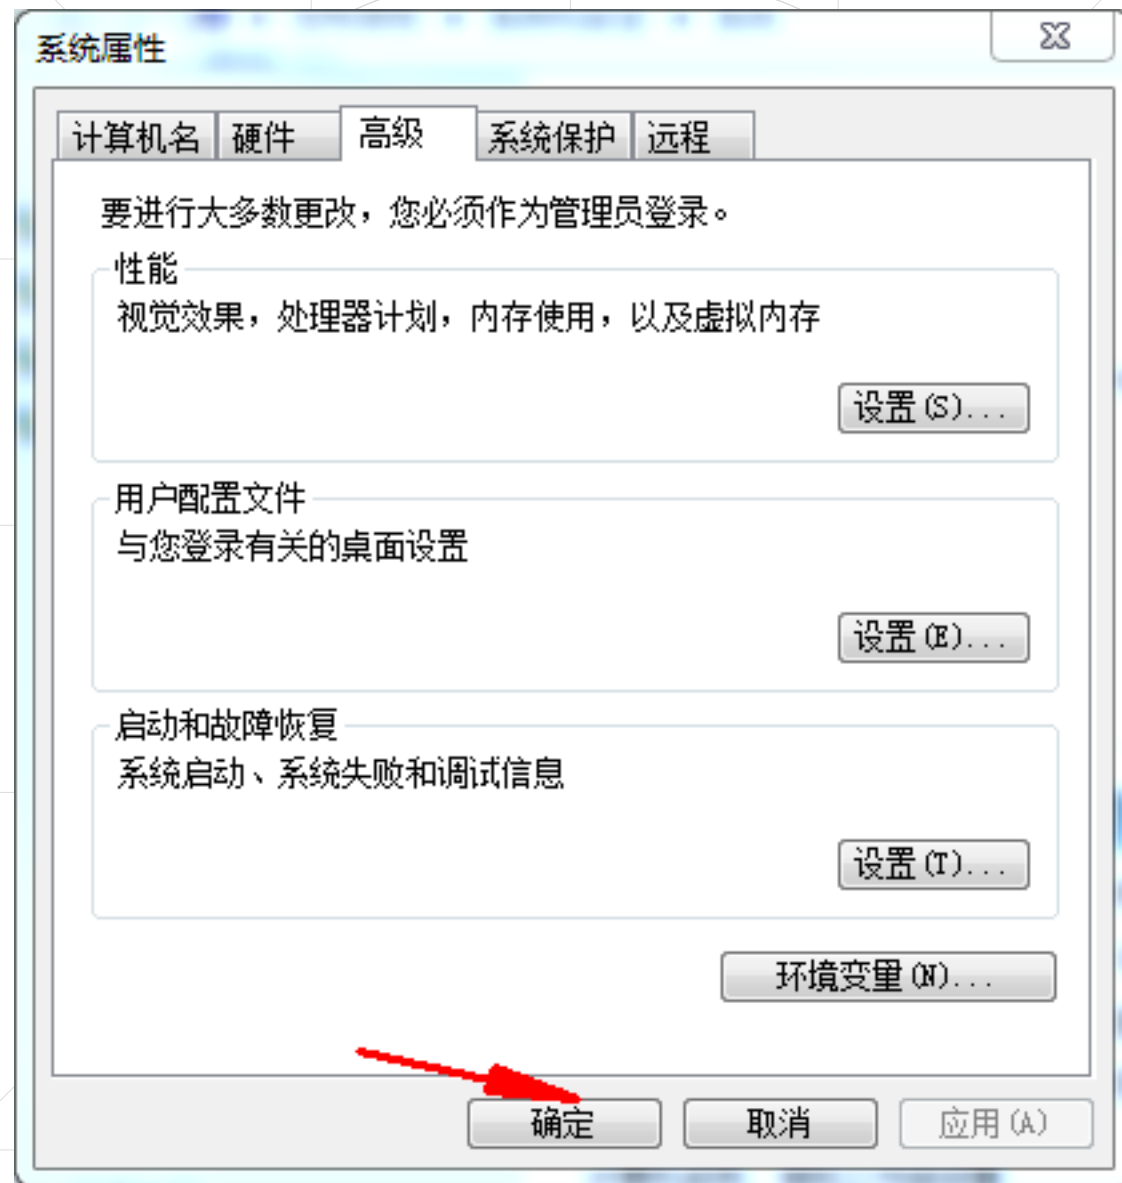 系统属性
计算机名 硬件 高级 系统保护 远程
要进行大多数更改，您必须作为管理员登录。
性能
视觉效果，处理器计划，内存使用，以及虚拟内存
设置(S)...
用户配置文件
与您登录有关的桌面设置
设置(E)...
启动和故障恢复
系统启动、系统失败和调试信息
设置(T)...
环境变量(N)...
确定 取消 应用(A)